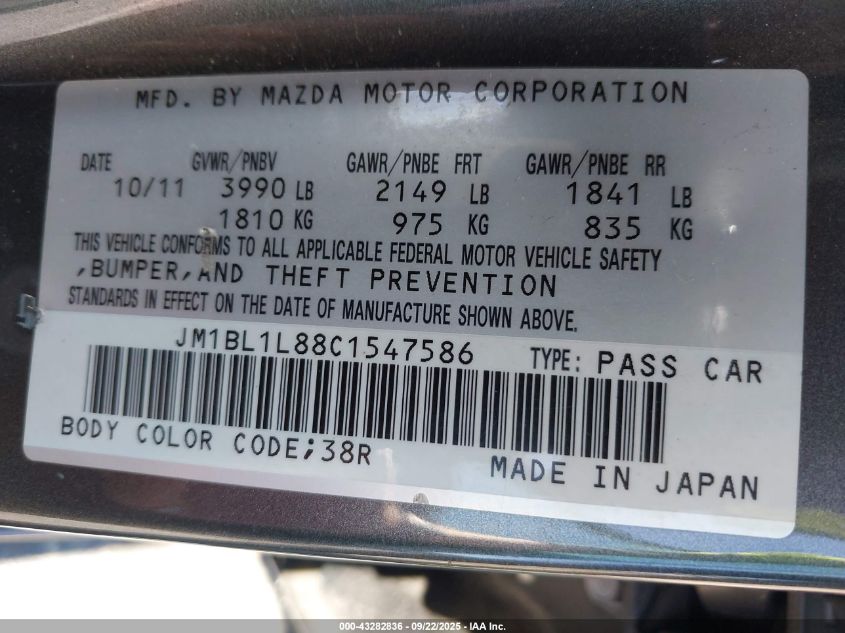 MFD. BY MAZDA MOTOR CORPORATION
DATE GVWR/PNBV GAWR/PNBE FRT GAWR/PNBE RR
10/11 3990 LB 2149 LB 1841 LB
1810 KG 975 KG 835 KG
THIS VEHICLE CONFORMS TO ALL APPLICABLE FEDERAL MOTOR VEHICLE SAFETY
,BUMPER,AND THEFT PREVENTION
STANDARDS IN EFFECT ON THE DATE OF MANUFACTURE SHOWN ABOVE.
JM1BL1L88C1547586 TYPE: PASS CAR
BODY COLOR CODE;38R
MADE IN JAPAN
000-43282836 - 09/22/2025 - IAA Inc.